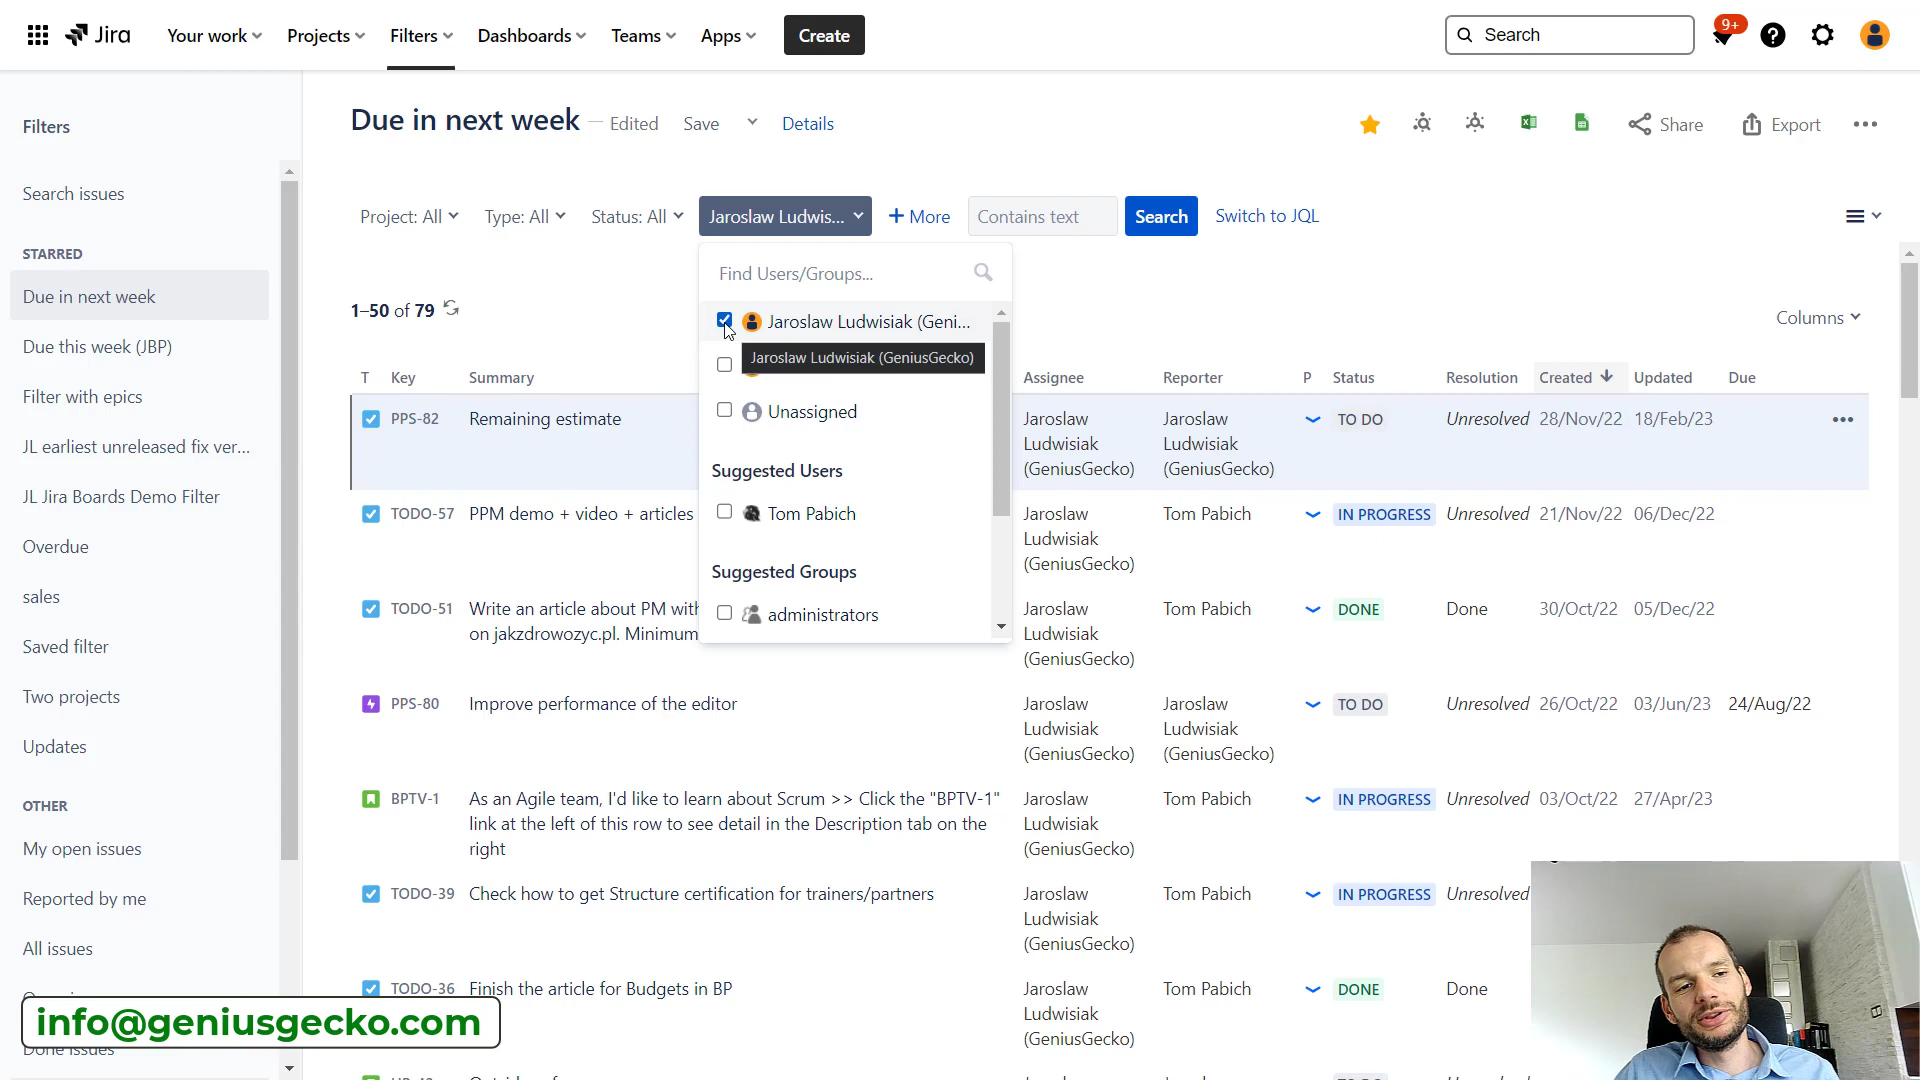 Jira Your work Projects Filters Dashboards Teams Apps Create Search 9+
Filters
Search issues
STARRED
Due in next week
Due this week (JBP)
Filter with epics
JL earliest unreleased fix ver...
JL Jira Boards Demo Filter
Overdue
sales
Saved filter
Two projects
Updates
OTHER
My open issues
Reported by me
All issues
info@geniusgecko.com
Done issues
Due in next week Edited Save Details Share Export
Project: All Type: All Status: All Jaroslaw Ludwis... + More Contains text Search Switch to JQL
Find Users/Groups...
Jaroslaw Ludwisiak (Geni...
Jaroslaw Ludwisiak (GeniusGecko)
Unassigned
Suggested Users
Tom Pabich
Suggested Groups
administrators
1–50 of 79
Columns
T Key Summary Assignee Reporter P Status Resolution Created Updated Due
PPS-82 Remaining estimate Jaroslaw Jaroslaw TO DO Unresolved 28/Nov/22 18/Feb/23
Ludwisiak Ludwisiak
(GeniusGecko) (GeniusGecko)
TODO-57 PPM demo + video + articles Jaroslaw Tom Pabich IN PROGRESS Unresolved 21/Nov/22 06/Dec/22
Ludwisiak
(GeniusGecko)
TODO-51 Write an article about PM with Jaroslaw Tom Pabich DONE Done 30/Oct/22 05/Dec/22
on jakzdrowozyc.pl. Minimum Ludwisiak
(GeniusGecko)
PPS-80 Improve performance of the editor Jaroslaw Jaroslaw TO DO Unresolved 26/Oct/22 03/Jun/23 24/Aug/22
Ludwisiak Ludwisiak
(GeniusGecko) (GeniusGecko)
BPTV-1 As an Agile team, I'd like to learn about Scrum >> Click the "BPTV-1" Jaroslaw Tom Pabich IN PROGRESS Unresolved 03/Oct/22 27/Apr/23
link at the left of this row to see detail in the Description tab on the Ludwisiak
right (GeniusGecko)
TODO-39 Check how to get Structure certification for trainers/partners Jaroslaw Tom Pabich IN PROGRESS Unresolved
Ludwisiak
(GeniusGecko)
TODO-36 Finish the article for Budgets in BP Jaroslaw Tom Pabich DONE Done
Ludwisiak
(GeniusGecko)